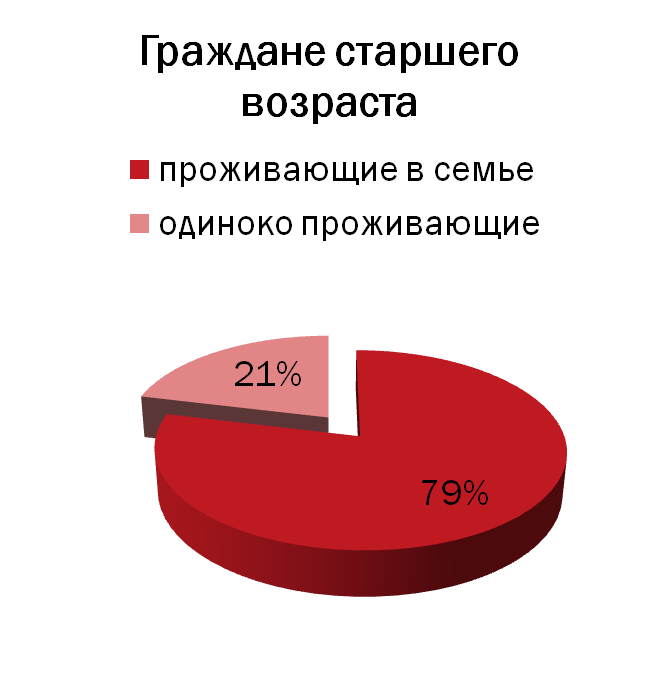 Граждане старшего
возраста
проживающие в семье
одиноко проживающие
21%
79%